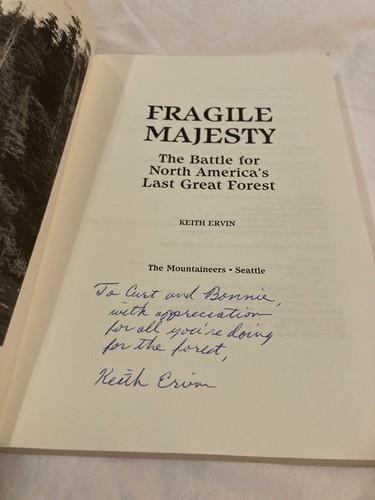 FRAGILE
MAJESTY
The Battle for
North America's
Last Great Forest
KEITH ERVIN
The Mountaineers • Seattle
To Curt and Bonnie,
with appreciation
for all you're doing
for the forest,
Keith Ervin